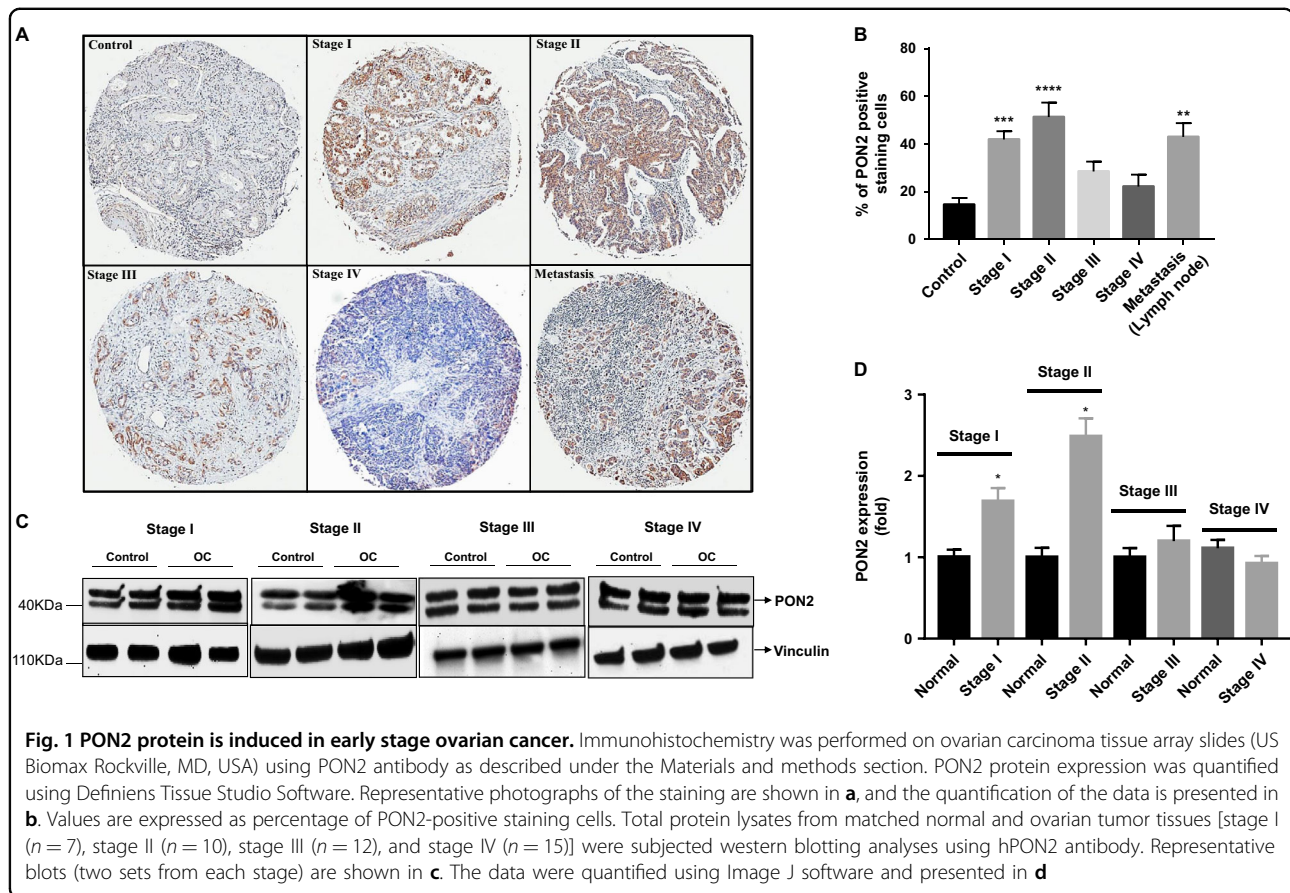 A
Control
Stage I
Stage II
Stage III
Stage IV
Metastasis
B
% of PON2 positive
staining cells
80
60
40
20
0
***
****
**
Control
Stage I
Stage II
Stage III
Stage IV
Metastasis
(Lymph node)
C
Stage I
Stage II
Stage III
Stage IV
Control
OC
Control
OC
Control
OC
Control
OC
40KDa
PON2
110KDa
Vinculin
D
PON2 expression
(fold)
3
2
1
0
Stage I
Stage II
Stage III
Stage IV
*
*
Normal
Stage I
Normal
Stage II
Normal
Stage III
Normal
Stage IV
Fig. 1 PON2 protein is induced in early stage ovarian cancer. Immunohistochemistry was performed on ovarian carcinoma tissue array slides (US
Biomax Rockville, MD, USA) using PON2 antibody as described under the Materials and methods section. PON2 protein expression was quantified
using Definiens Tissue Studio Software. Representative photographs of the staining are shown in a, and the quantification of the data is presented in
b. Values are expressed as percentage of PON2-positive staining cells. Total protein lysates from matched normal and ovarian tumor tissues [stage I
(n = 7), stage II (n = 10), stage III (n = 12), and stage IV (n = 15)] were subjected western blotting analyses using hPON2 antibody. Representative
blots (two sets from each stage) are shown in c. The data were quantified using Image J software and presented in d